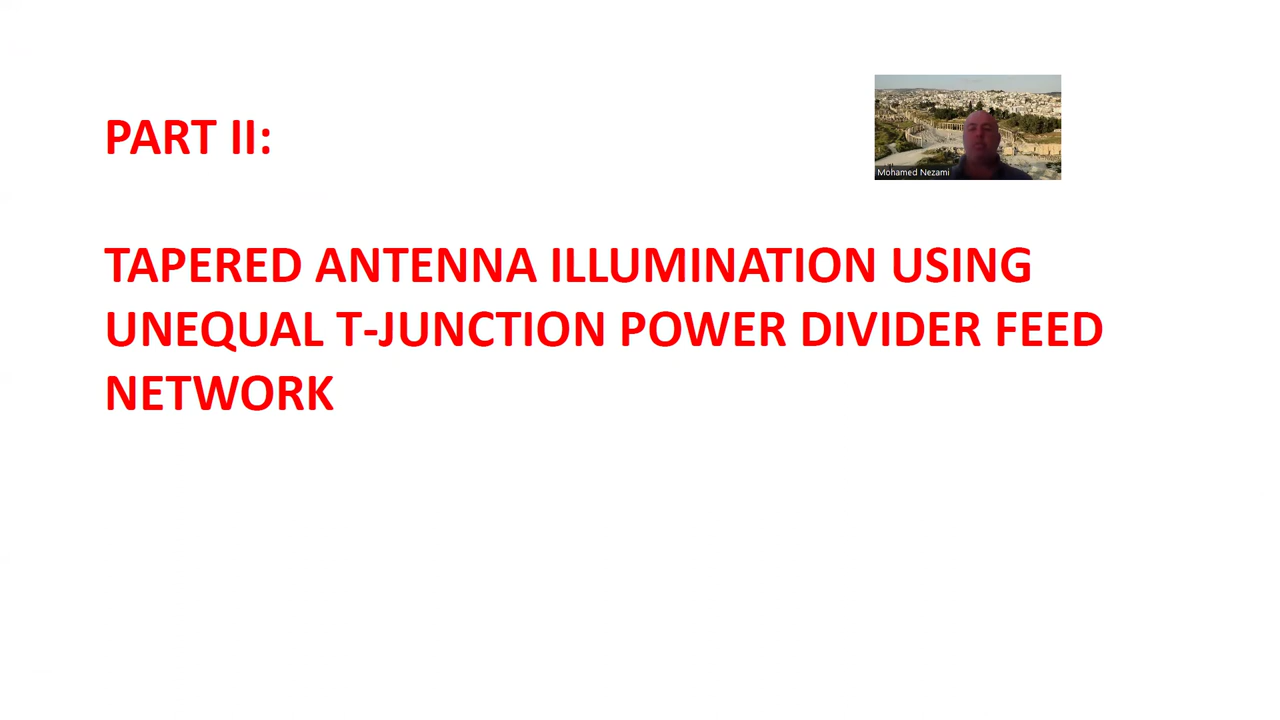 PART II:
Mohamed Nezami
TAPERED ANTENNA ILLUMINATION USING
UNEQUAL T-JUNCTION POWER DIVIDER FEED
NETWORK